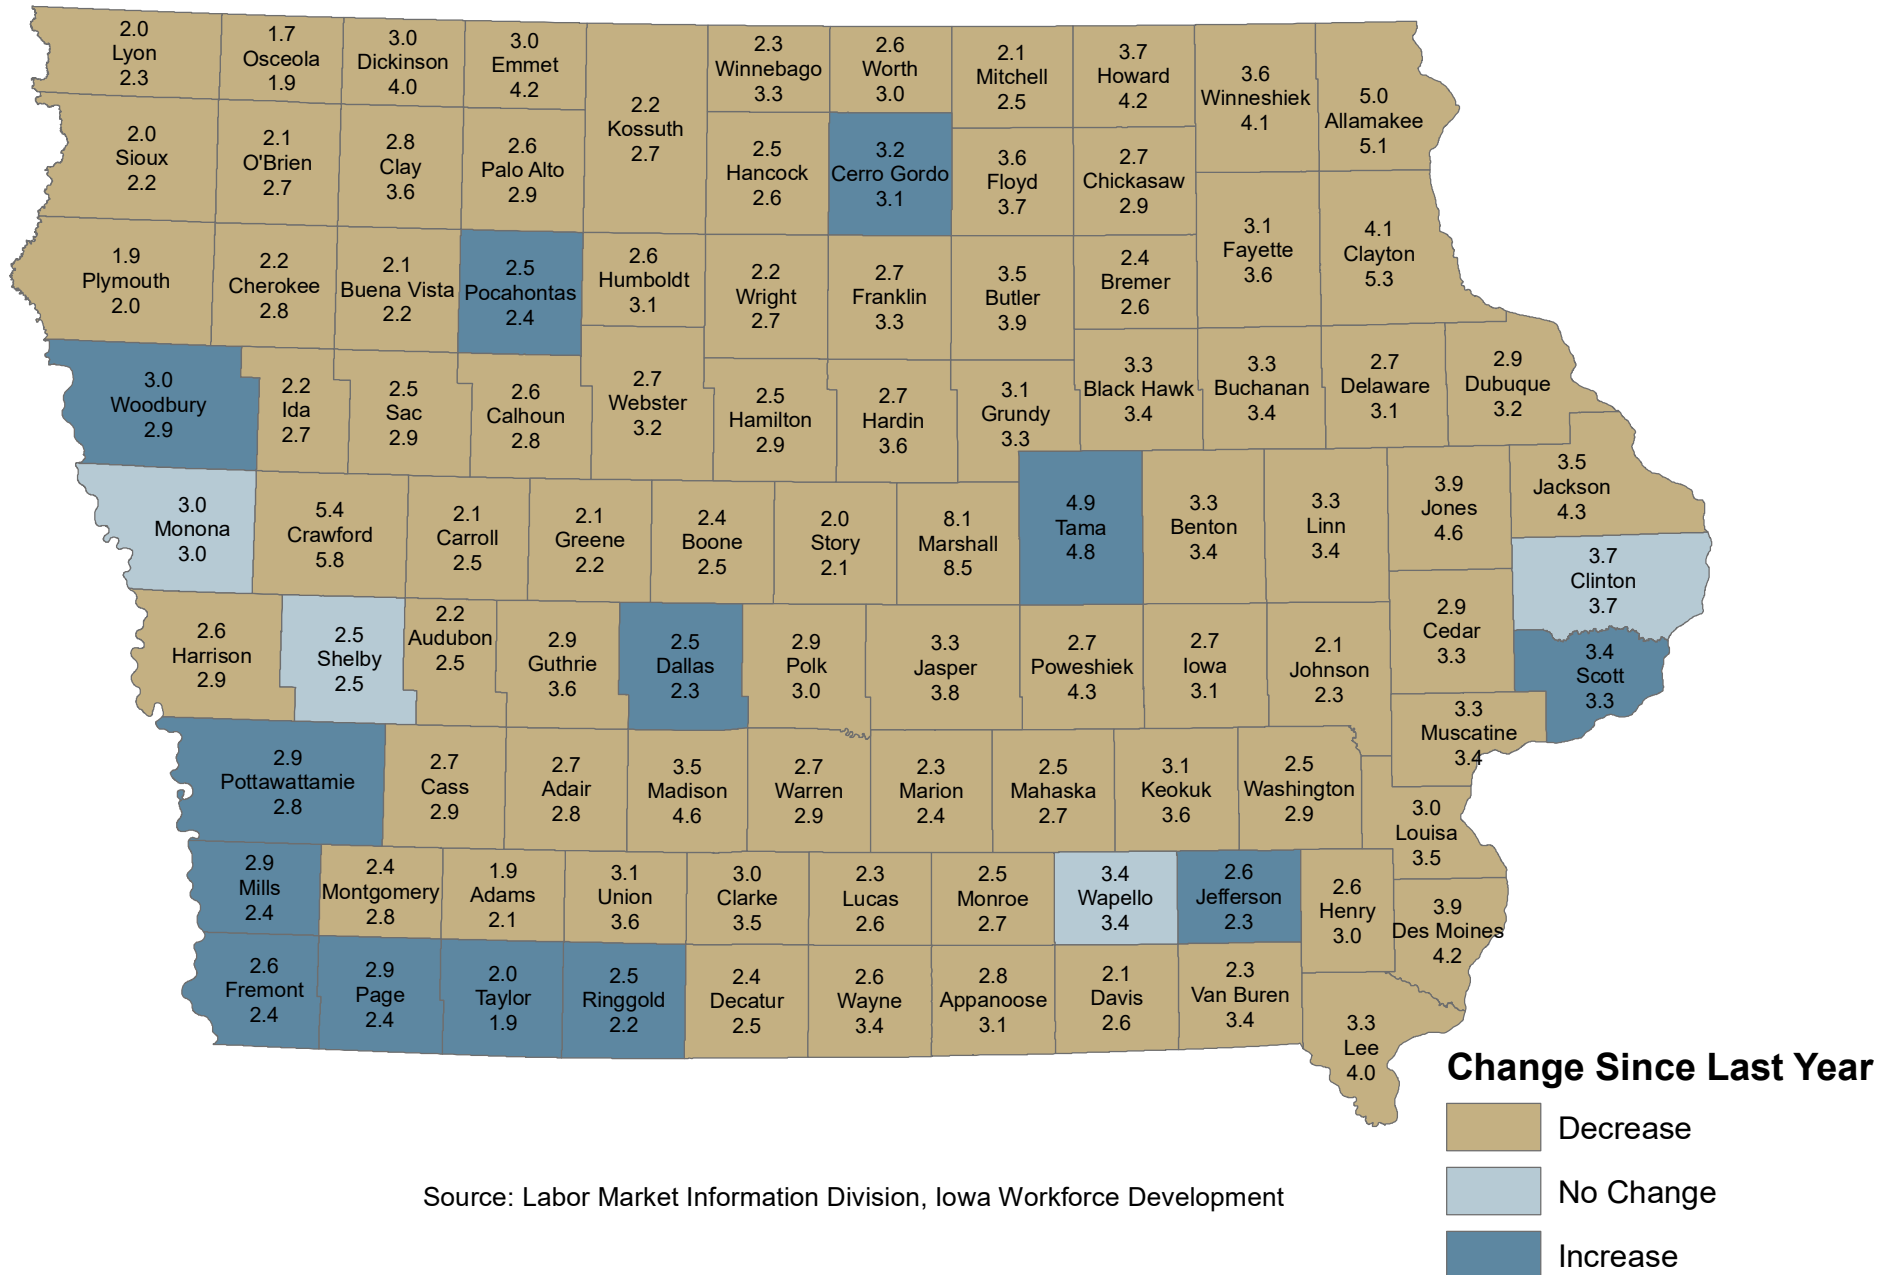 2.0
Lyon
2.3
1.7
Osceola
1.9
3.0
Dickinson
4.0
3.0
Emmet
4.2
2.2
Kossuth
2.7
2.3
Winnebago
3.3
2.6
Worth
3.0
2.1
Mitchell
2.5
3.7
Howard
4.2
3.6
Winneshiek
4.1
5.0
Allamakee
5.1
2.0
Sioux
2.2
2.1
O'Brien
2.7
2.8
Clay
3.6
2.6
Palo Alto
2.9
2.5
Hancock
2.6
3.2
Cerro Gordo
3.1
3.6
Floyd
3.7
2.7
Chickasaw
2.9
1.9
Plymouth
2.0
2.2
Cherokee
2.8
2.1
Buena Vista
2.2
2.5
Pocahontas
2.4
2.6
Humboldt
3.1
2.2
Wright
2.7
2.7
Franklin
3.3
3.5
Butler
3.9
2.4
Bremer
2.6
3.1
Fayette
3.6
4.1
Clayton
5.3
3.0
Woodbury
2.9
2.2
Ida
2.7
2.5
Sac
2.9
2.6
Calhoun
2.8
2.7
Webster
3.2
2.5
Hamilton
2.9
2.7
Hardin
3.6
3.1
Grundy
3.3
3.3
Black Hawk
3.4
3.3
Buchanan
3.4
2.7
Delaware
3.1
2.9
Dubuque
3.2
3.0
Monona
3.0
5.4
Crawford
5.8
2.1
Carroll
2.5
2.1
Greene
2.2
2.4
Boone
2.5
2.0
Story
2.1
8.1
Marshall
8.5
4.9
Tama
4.8
3.3
Benton
3.4
3.3
Linn
3.4
3.9
Jones
4.6
3.5
Jackson
4.3
3.7
Clinton
3.7
2.6
Harrison
2.9
2.5
Shelby
2.5
2.2
Audubon
2.5
2.9
Guthrie
3.6
2.5
Dallas
2.3
2.9
Polk
3.0
3.3
Jasper
3.8
2.7
Poweshiek
4.3
2.7
Iowa
3.1
2.1
Johnson
2.3
2.9
Cedar
3.3
3.4
Scott
3.3
3.3
Muscatine
3.4
2.9
Pottawattamie
2.8
2.7
Cass
2.9
2.7
Adair
2.8
3.5
Madison
4.6
2.7
Warren
2.9
2.3
Marion
2.4
2.5
Mahaska
2.7
3.1
Keokuk
3.6
2.5
Washington
2.9
3.0
Louisa
3.5
2.9
Mills
2.4
2.4
Montgomery
2.8
1.9
Adams
2.1
3.1
Union
3.6
3.0
Clarke
3.5
2.3
Lucas
2.6
2.5
Monroe
2.7
3.4
Wapello
3.4
2.6
Jefferson
2.3
2.6
Henry
3.0
3.9
Des Moines
4.2
2.6
Fremont
2.4
2.9
Page
2.4
2.0
Taylor
1.9
2.5
Ringgold
2.2
2.4
Decatur
2.5
2.6
Wayne
3.4
2.8
Appanoose
3.1
2.1
Davis
2.6
2.3
Van Buren
3.4
3.3
Lee
4.0
Change Since Last Year
Decrease
No Change
Increase
Source: Labor Market Information Division, Iowa Workforce Development